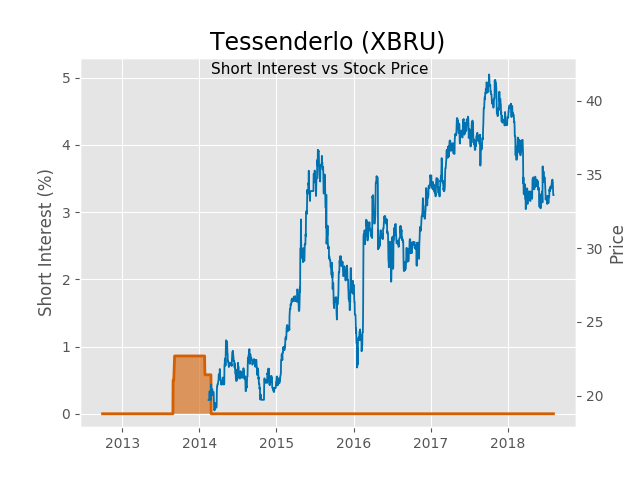 Tessenderlo (XBRU)
Short Interest vs Stock Price
Short Interest (%)
5
4
3
2
1
0
40
35
30
25
20
Price
2013 2014 2015 2016 2017 2018